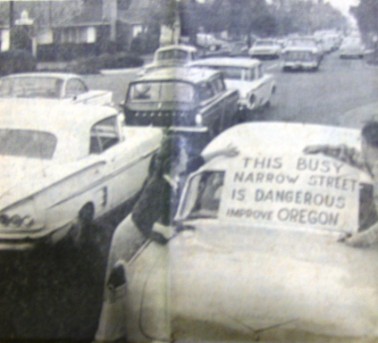 THIS BUSY
NARROW STREET
IS DANGEROUS
IMPROVE OREGON